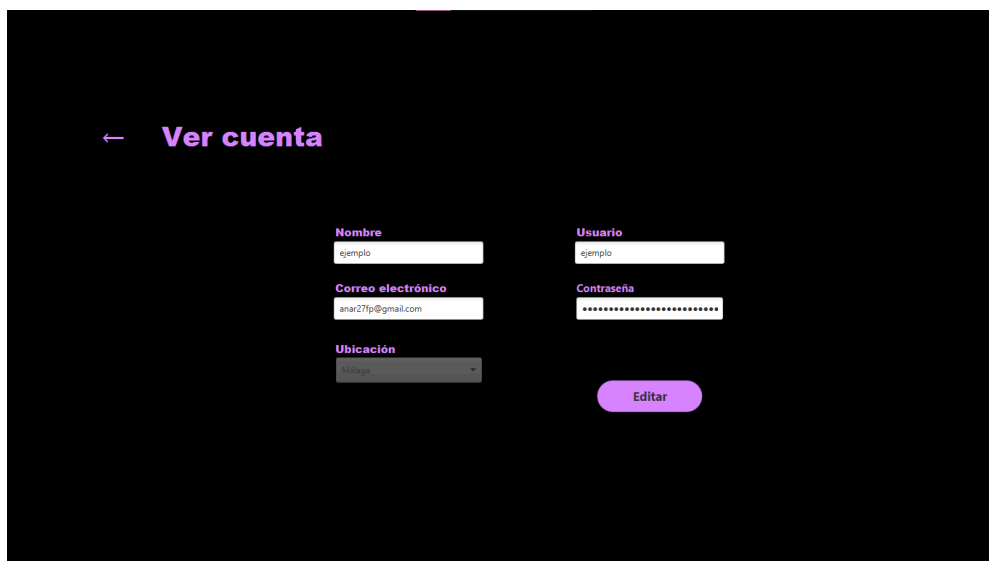 ← Ver cuenta
Nombre
Usuario
ejemplo
ejemplo
Correo electrónico
Contraseña
anar27fp@gmail.com
••••••••••••••••••••••••••
Ubicación
Málaga
Editar